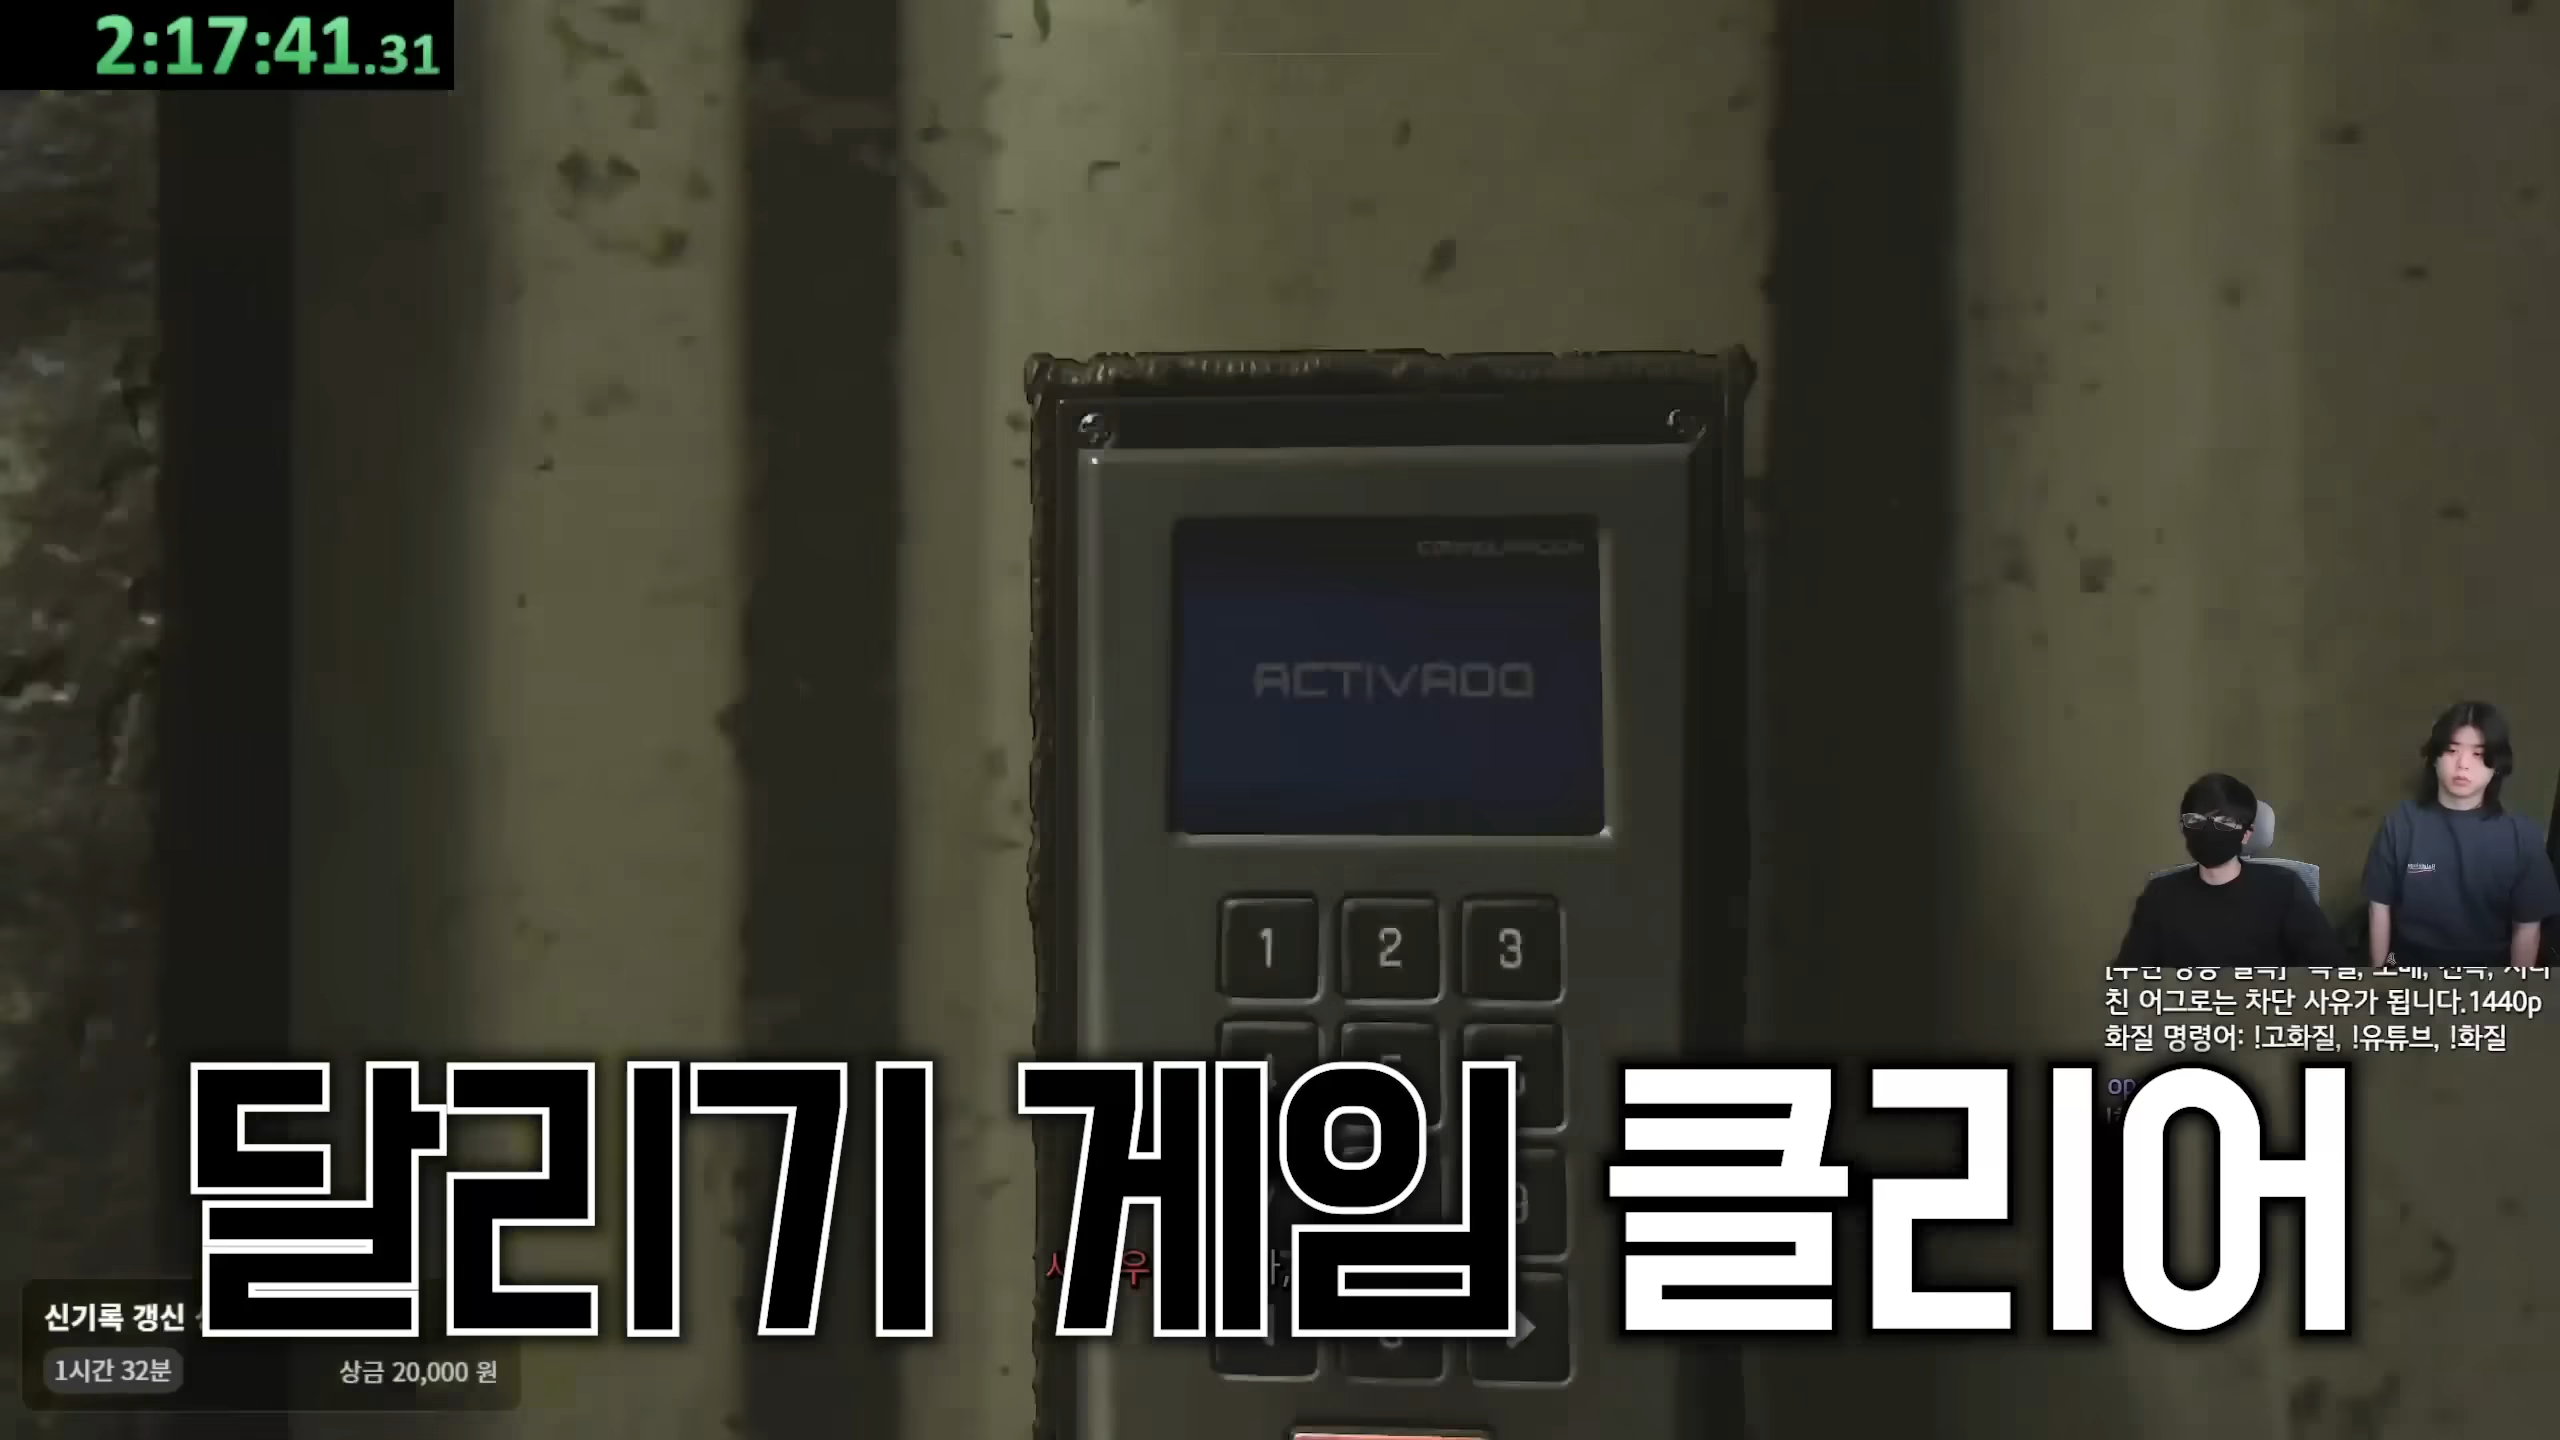 2:17:41.31
ACTIVADO
1 2 3
친 어그로는 차단 사유가 됩니다.1440p
화질 명령어: !고화질, !유튜브, !화질
달리기 게임 클리어
신기록 갱신
1시간 32분
상금 20,000 원